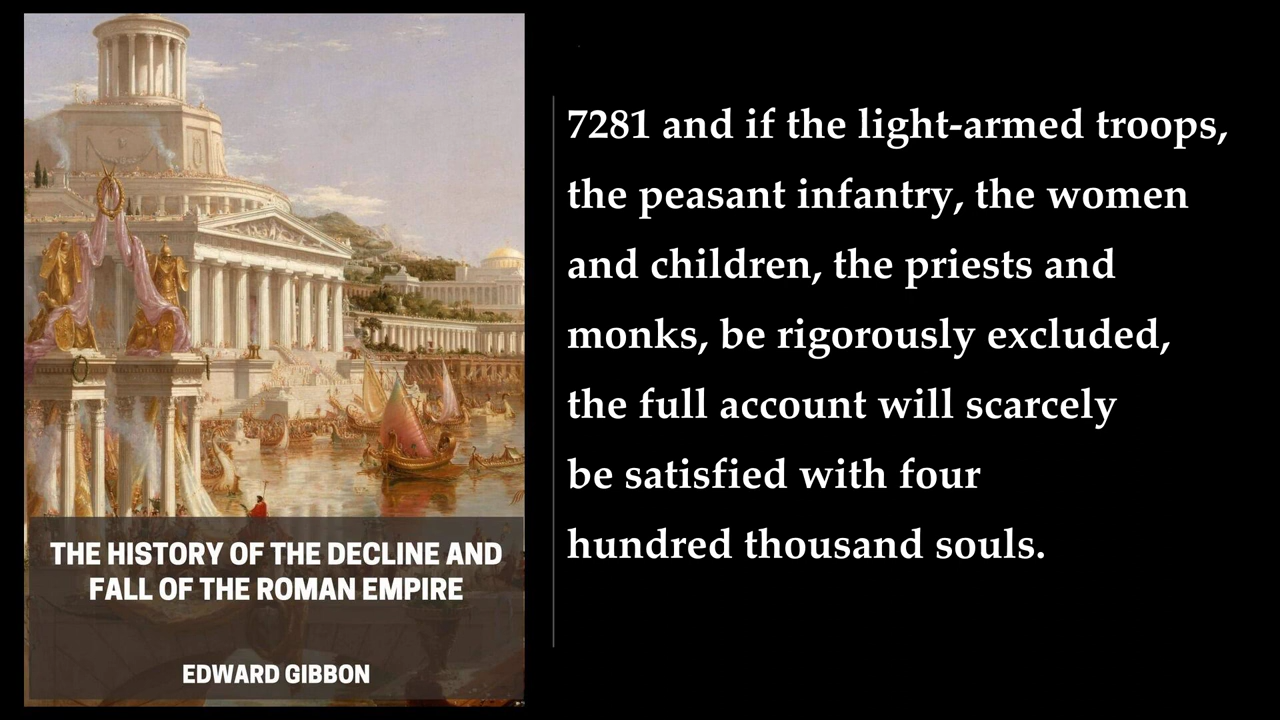 THE HISTORY OF THE DECLINE AND
FALL OF THE ROMAN EMPIRE
EDWARD GIBBON
7281 and if the light-armed troops,
the peasant infantry, the women
and children, the priests and
monks, be rigorously excluded,
the full account will scarcely
be satisfied with four
hundred thousand souls.